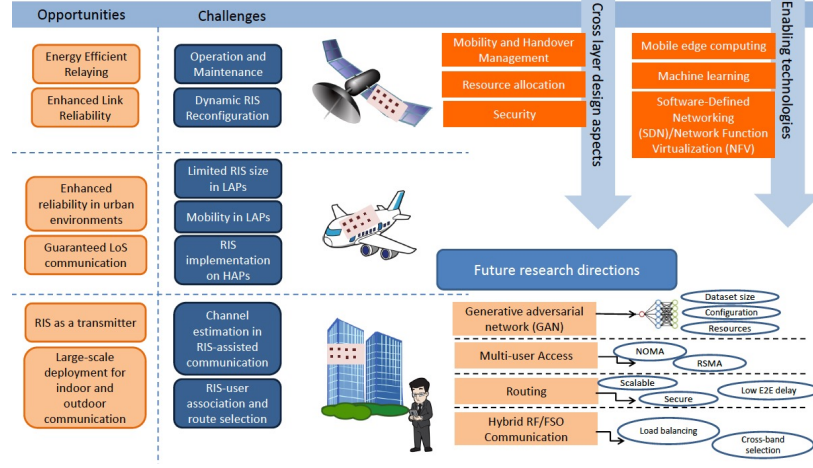 Opportunities
Challenges
Energy Efficient
Relaying
Enhanced Link
Reliability
Operation and
Maintenance
Dynamic RIS
Reconfiguration
Mobility and Handover
Management
Resource allocation
Security
Cross layer design aspects
Mobile edge computing
Machine learning
Software-Defined
Networking
(SDN)/Network Function
Virtualization (NFV)
Enabling technologies
Enhanced
reliability in urban
environments
Guaranteed LoS
communication
Limited RIS size
in LAPs
Mobility in LAPs
RIS
implementation
on HAPs
Future research directions
RIS as a transmitter
Large-scale
deployment for
indoor and
outdoor
communication
Channel
estimation in
RIS-assisted
communication
RIS-user
association and
route selection
Generative adversarial
network (GAN)
Dataset size
Configuration
Resources
Multi-user Access
NOMA
RSMA
Routing
Scalable
Secure
Low E2E delay
Hybrid RF/FSO
Communication
Load balancing
Cross-band
selection